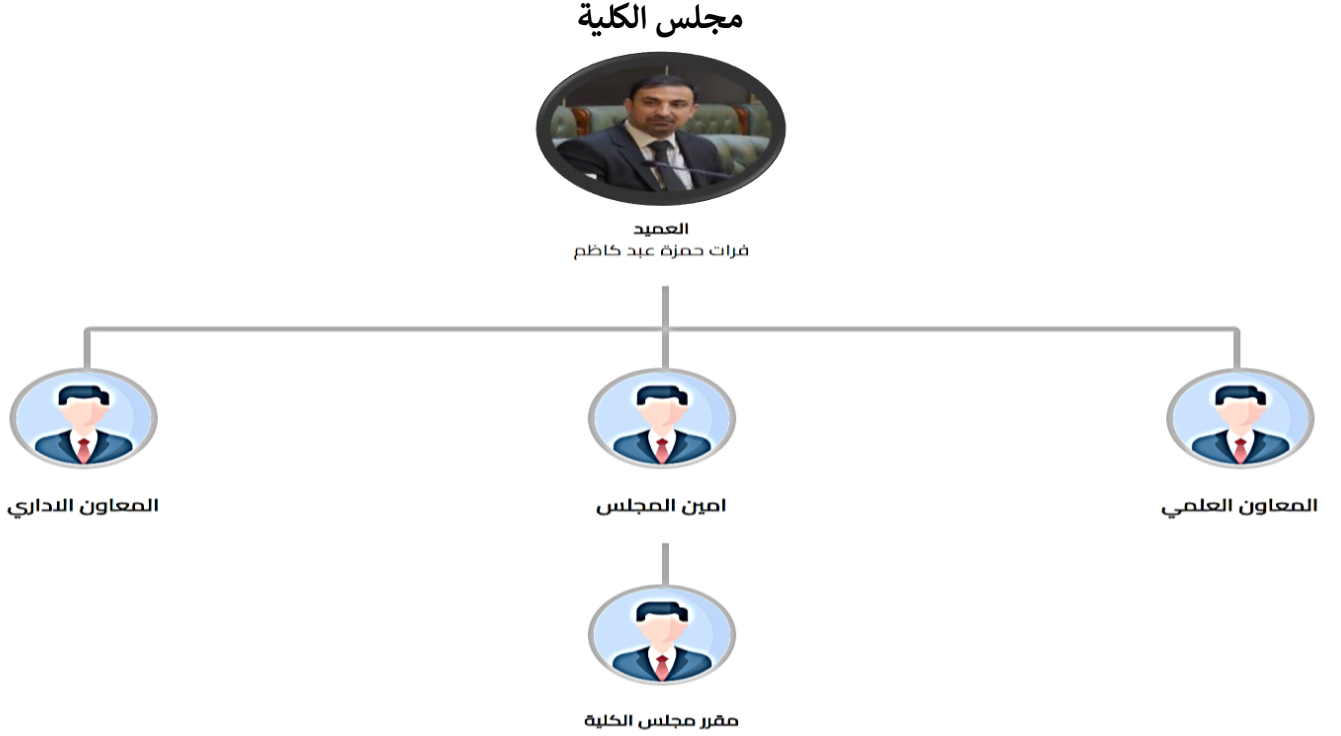 مجلس الكلية
العميد
فرات حمزة عبد كاظم
المعاون العلمي
امين المجلس
المعاون الاداري
مقرر مجلس الكلية